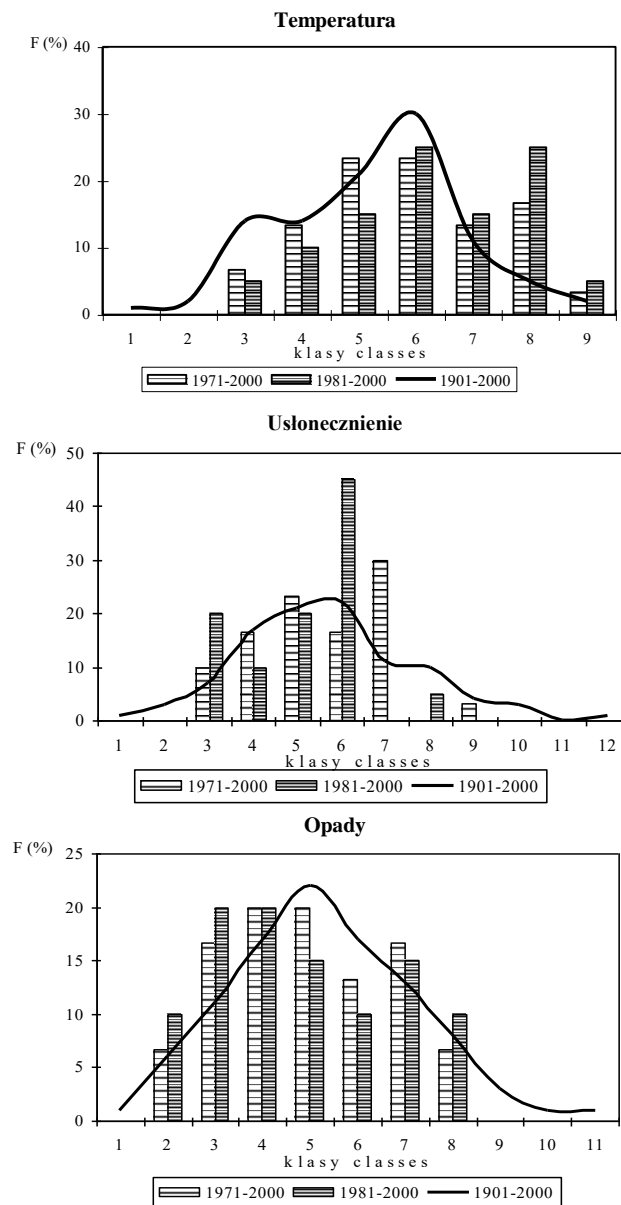 Temperatura
F (%)
40
30
20
10
0
1 2 3 4 5 6 7 8 9
klasy classes
1971-2000 1981-2000 1901-2000
Usłonecznienie
F (%)
50
40
30
20
10
0
1 2 3 4 5 6 7 8 9 10 11 12
klasy classes
1971-2000 1981-2000 1901-2000
Opady
F (%)
25
20
15
10
5
0
1 2 3 4 5 6 7 8 9 10 11
klasy classes
1971-2000 1981-2000 1901-2000